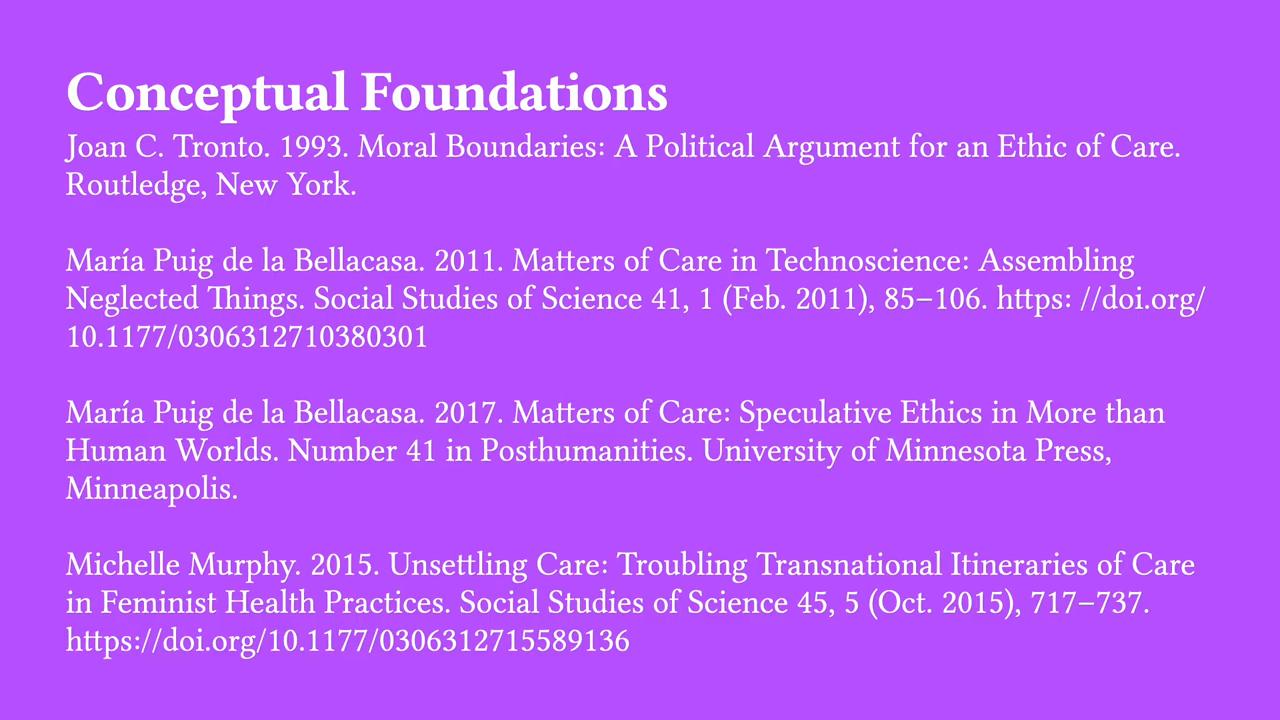 Conceptual Foundations
Joan C. Tronto. 1993. Moral Boundaries: A Political Argument for an Ethic of Care.
Routledge, New York.
María Puig de la Bellacasa. 2011. Matters of Care in Technoscience: Assembling
Neglected Things. Social Studies of Science 41, 1 (Feb. 2011), 85–106. https: //doi.org/
10.1177/0306312710380301
María Puig de la Bellacasa. 2017. Matters of Care: Speculative Ethics in More than
Human Worlds. Number 41 in Posthumanities. University of Minnesota Press,
Minneapolis.
Michelle Murphy. 2015. Unsettling Care: Troubling Transnational Itineraries of Care
in Feminist Health Practices. Social Studies of Science 45, 5 (Oct. 2015), 717–737.
https://doi.org/10.1177/0306312715589136